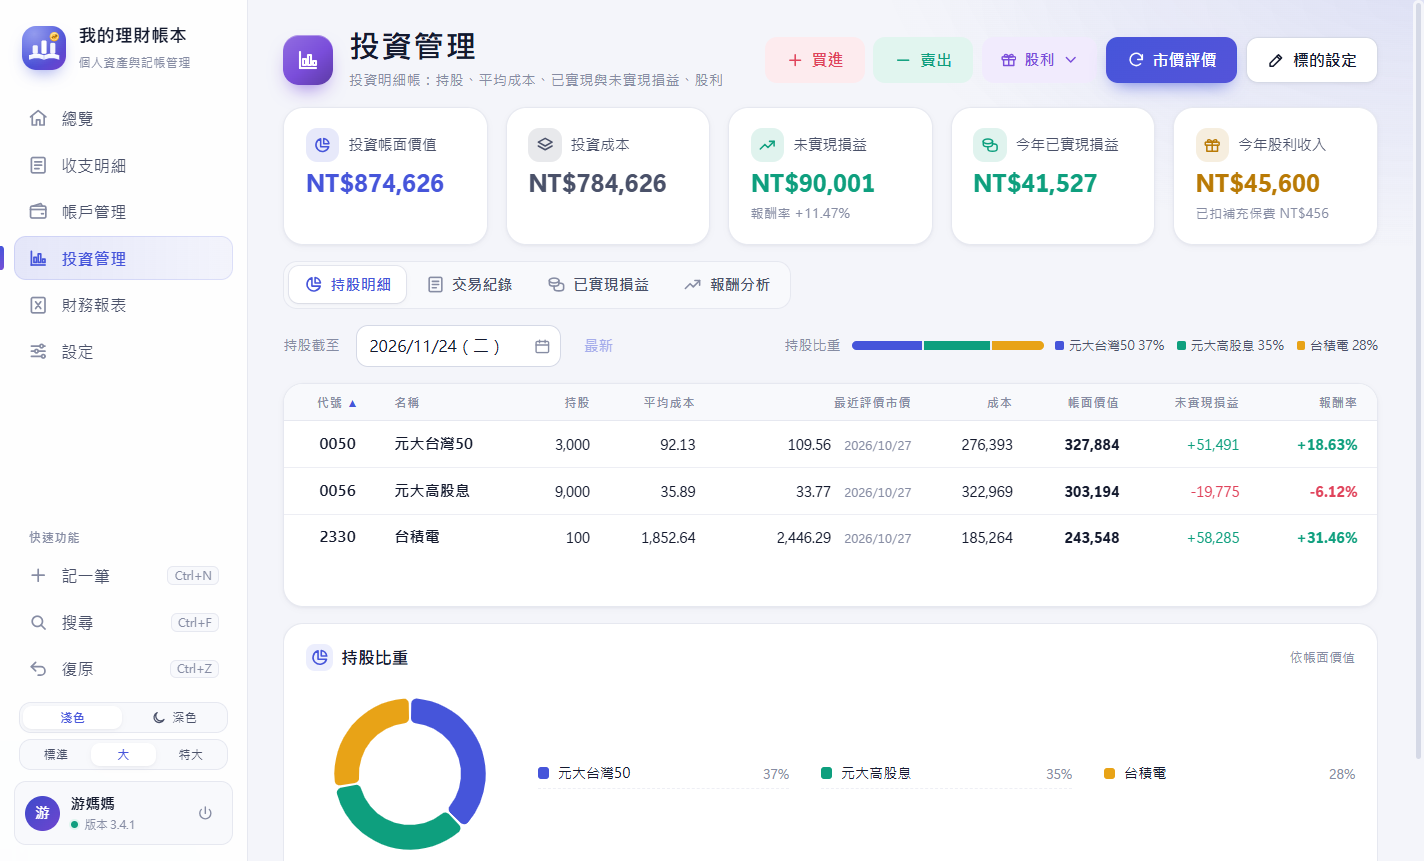 我的理財帳本
個人資產與記帳管理
總覽
收支明細
帳戶管理
投資管理
財務報表
設定
快速功能
記一筆 Ctrl+N
搜尋 Ctrl+F
復原 Ctrl+Z
淺色 深色
標準 大 特大
游 游媽媽
版本 3.4.1
投資管理
投資明細帳：持股、平均成本、已實現與未實現損益、股利
買進 賣出 股利 市價評價 標的設定
投資帳面價值
NT$874,626
投資成本
NT$784,626
未實現損益
NT$90,001
報酬率 +11.47%
今年已實現損益
NT$41,527
今年股利收入
NT$45,600
已扣補充保費 NT$456
持股明細 交易紀錄 已實現損益 報酬分析
持股截至 2026/11/24 ( 二 ) 最新
持股比重 元大台灣50 37% 元大高股息 35% 台積電 28%
代號 ▲ 名稱 持股 平均成本 最近評價市價 成本 帳面價值 未實現損益 報酬率
0050 元大台灣50 3,000 92.13 109.56 2026/10/27 276,393 327,884 +51,491 +18.63%
0056 元大高股息 9,000 35.89 33.77 2026/10/27 322,969 303,194 -19,775 -6.12%
2330 台積電 100 1,852.64 2,446.29 2026/10/27 185,264 243,548 +58,285 +31.46%
持股比重 依帳面價值
元大台灣50 37% 元大高股息 35% 台積電 28%